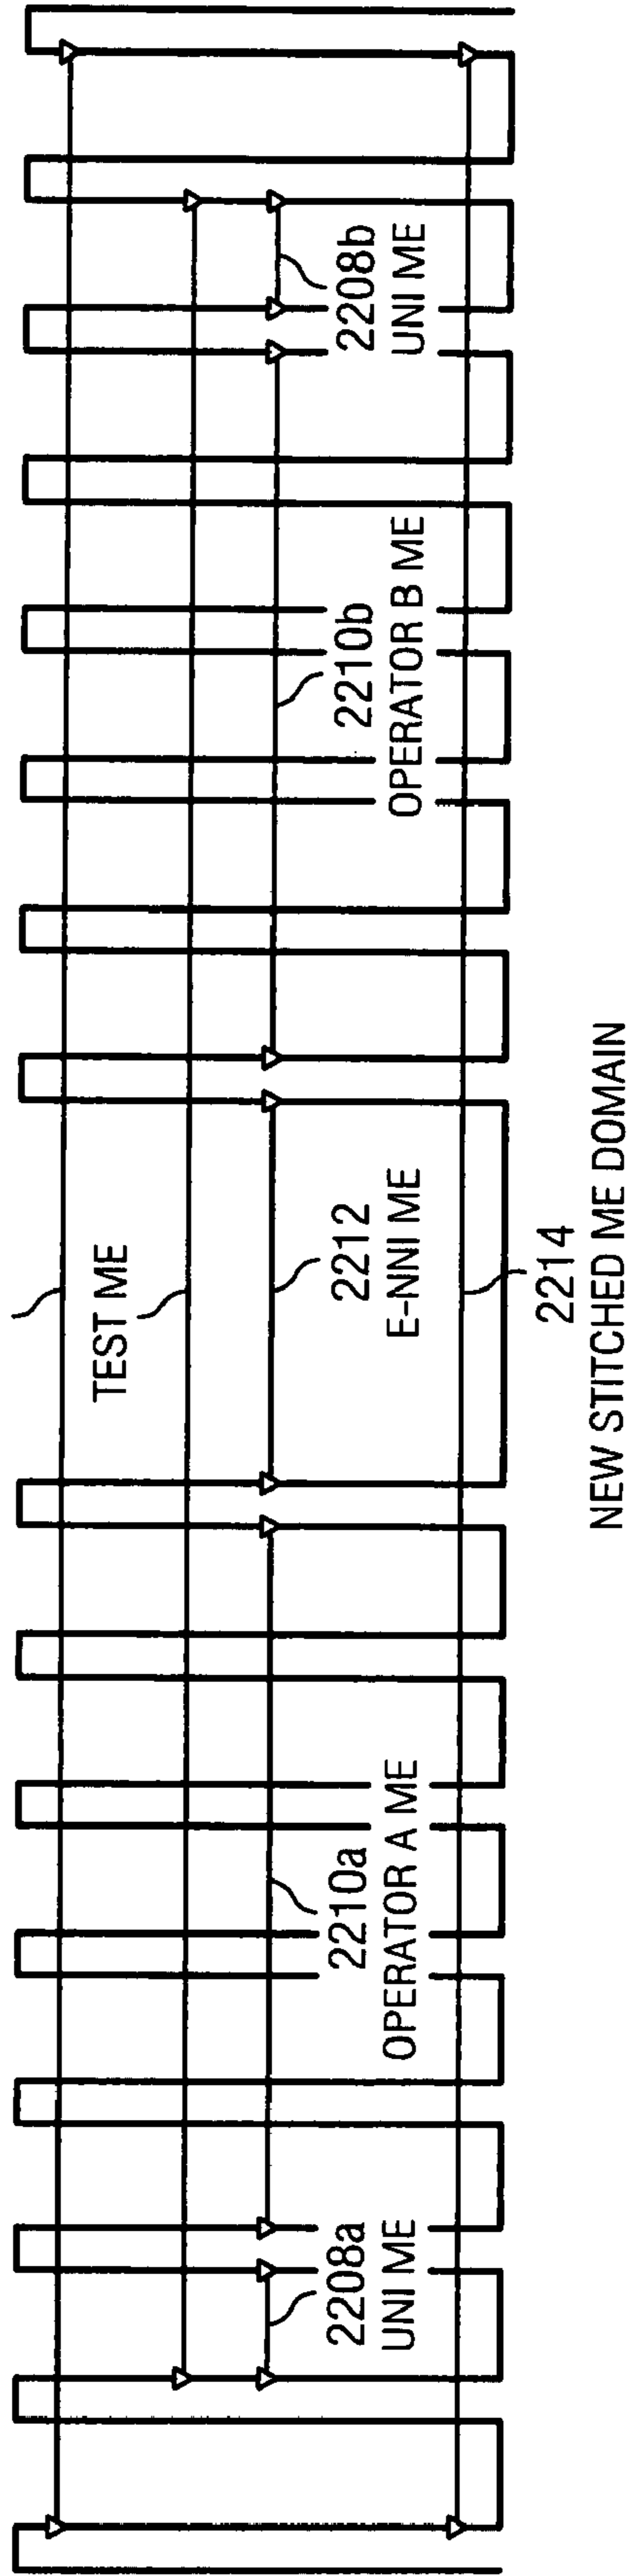 TEST ME
2208a
UNI ME
2210a
OPERATOR A ME
2212
E-NNI ME
2210b
OPERATOR B ME
2208b
UNI ME
2214
NEW STITCHED ME DOMAIN